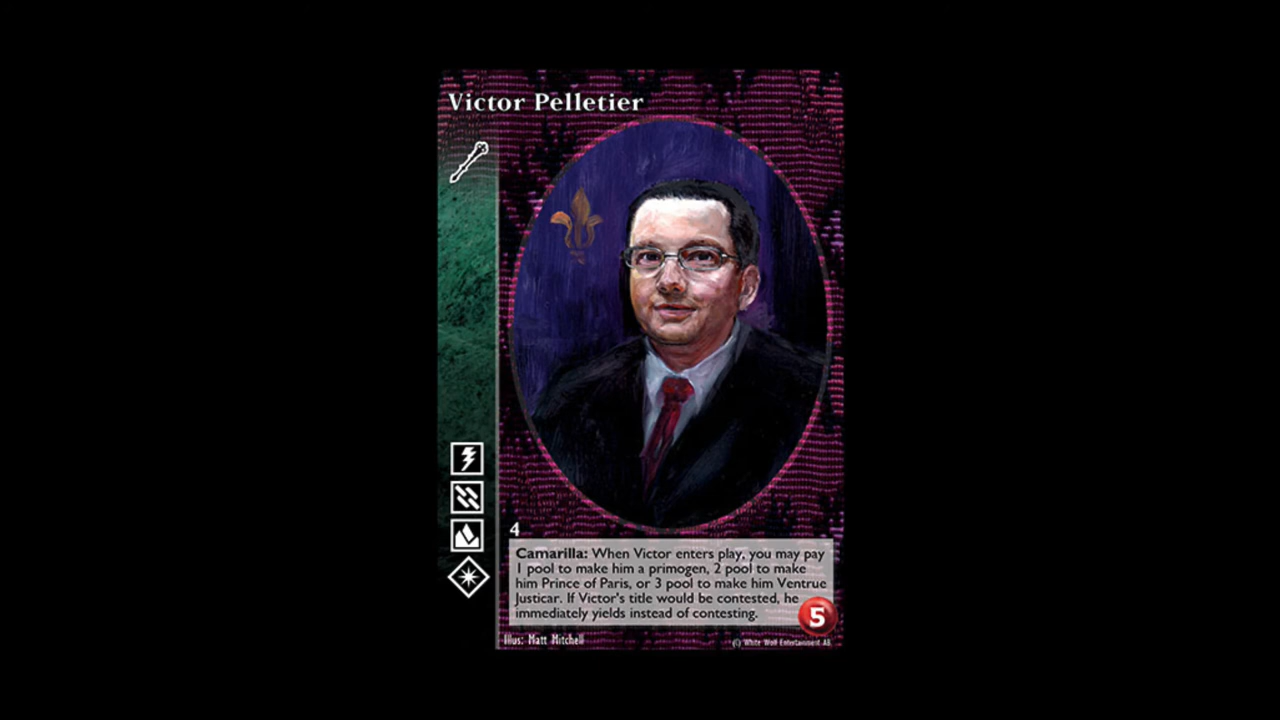 Victor Pelletier
4
Camarilla: When Victor enters play, you may pay
1 pool to make him a primogen, 2 pool to make
him Prince of Paris, or 3 pool to make him Ventrue
Justicar. If Victor's title would be contested, he
immediately yields instead of contesting.
5
Illus: Matt Mitchell
(C) White Wolf Entertainment AB